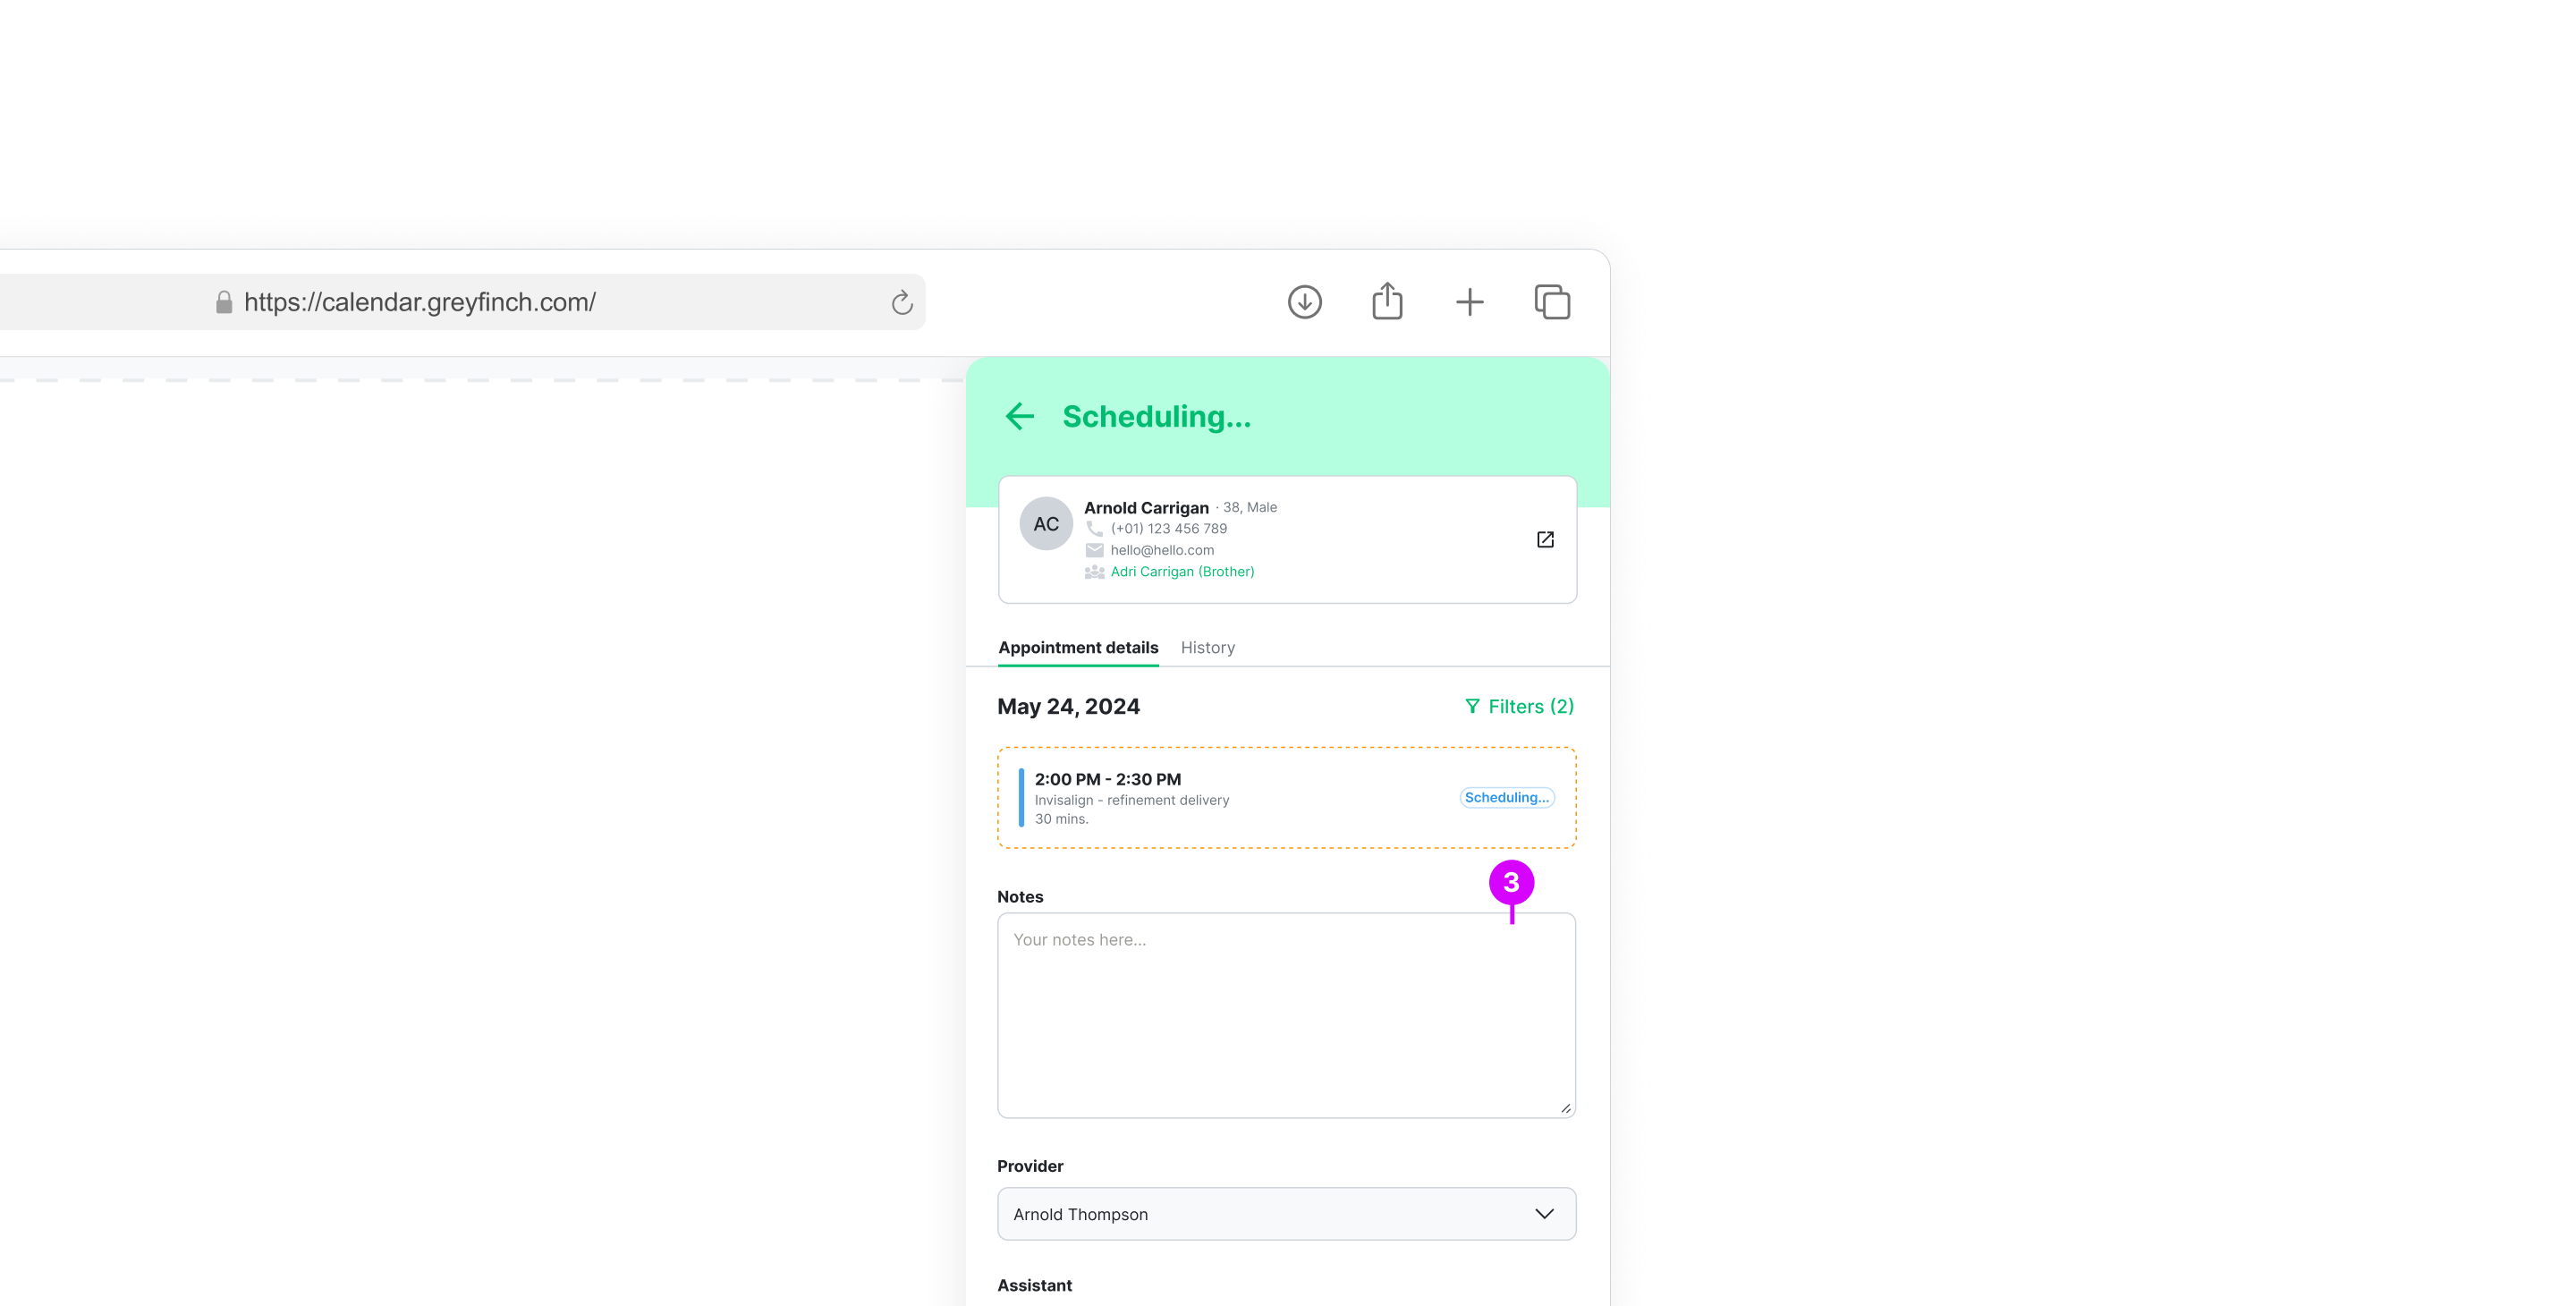 https://calendar.greyfinch.com/
Scheduling...
AC
Arnold Carrigan · 38, Male
(+01) 123 456 789
hello@hello.com
Adri Carrigan (Brother)
Appointment details History
May 24, 2024 Filters (2)
2:00 PM - 2:30 PM
Invisalign - refinement delivery
30 mins.
Scheduling...
3
Notes
Your notes here...
Provider
Arnold Thompson
Assistant